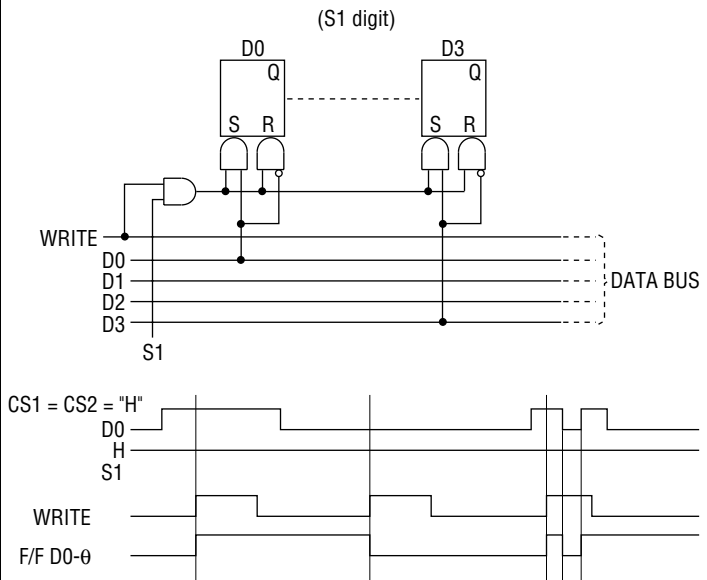 (S1 digit)
D0 D3
Q Q
S R S R
WRITE
D0
D1
D2
D3
DATA BUS
S1
CS1 = CS2 = "H"
D0
H
S1
WRITE
F/F D0-θ